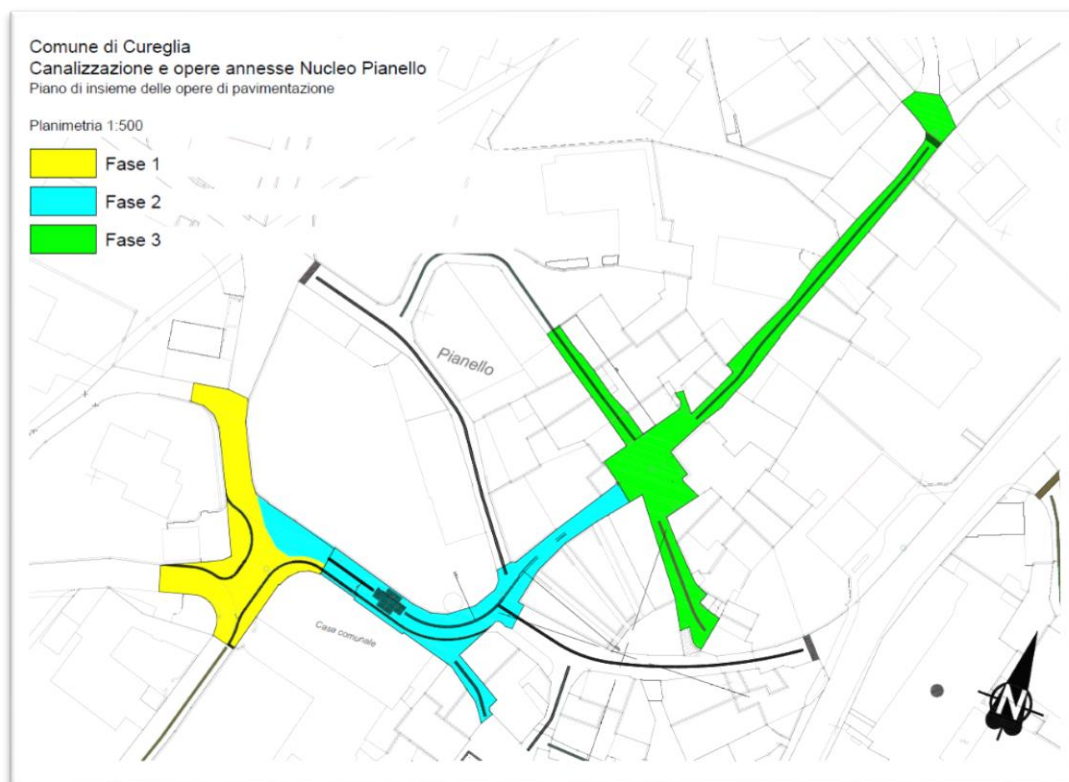 Comune di Cureglia
Canalizzazione e opere annesse Nucleo Pianello
Piano di insieme delle opere di pavimentazione
Planimetria 1:500
Fase 1
Fase 2
Fase 3
Pianello
Casa comunale
N